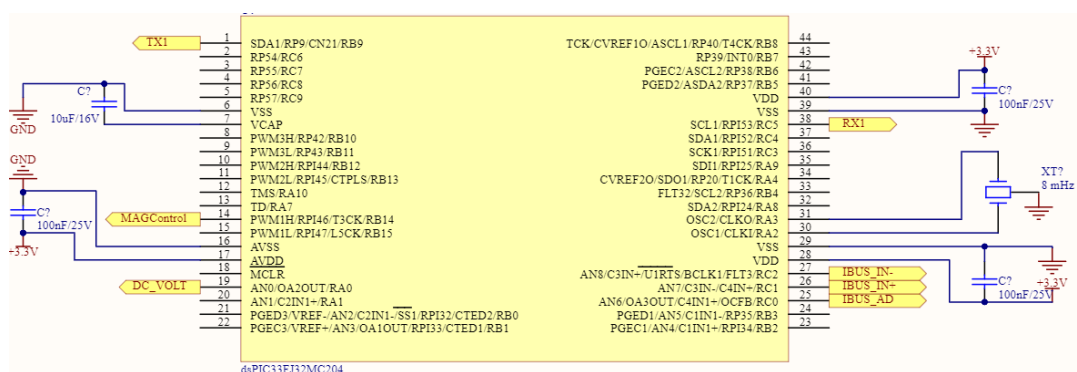 TX1
1 SDA1/RP9/CN21/RB9
2 RP54/RC6
3 RP55/RC7
4 RP56/RC8
5 RP57/RC9
6 VSS
7 VCAP
8 PWM3H/RP42/RB10
9 PWM3L/RP43/RB11
10 PWM2H/RPI44/RB12
11 PWM2L/RPI45/CTPLS/RB13
12 TMS/RA10
13 TD/RA7
14 PWM1H/RPI46/T3CK/RB14
15 PWM1L/RPI47/L5CK/RB15
16 AVSS
17 AVDD
18 MCLR
19 AN0/OA2OUT/RA0
20 AN1/C2IN1+/RA1
21 PGED3/VREF-/AN2/C2IN1-/SS1/RPI32/CTED2/RB0
22 PGEC3/VREF+/AN3/OA1OUT/RPI33/CTED1/RB1
C?
10uF/16V
GND
GND
C?
100nF/25V
+3.3V
MAGControl
DC_VOLT
TCK/CVREF1O/ASCL1/RP40/T4CK/RB8 44
RP39/INT0/RB7 43
PGEC2/ASCL2/RP38/RB6 42
PGED2/ASDA2/RP37/RB5 41
VDD 40
VSS 39
SCL1/RPI53/RC5 38
SDA1/RPI52/RC4 37
SCK1/RPI51/RC3 36
SDI1/RPI25/RA9 35
CVREF2O/SDO1/RP20/T1CK/RA4 34
FLT32/SCL2/RP36/RB4 33
SDA2/RPI24/RA8 32
OSC2/CLKO/RA3 31
OSC1/CLKI/RA2 30
VSS 29
VDD 28
AN8/C3IN+/U1RTS/BCLK1/FLT3/RC2 27
AN7/C3IN-/C4IN+/RC1 26
AN6/OA3OUT/C4IN1+/OCFB/RC0 25
PGED1/AN5/C1IN1-/RP35/RB3 24
PGEC1/AN4/C1IN1+/RPI34/RB2 23
+3.3V
C?
100nF/25V
RX1
XT?
8 mHz
IBUS_IN-
IBUS_IN+
IBUS_AD
C?
+3.3V
100nF/25V
dsPIC33FJ32MC204